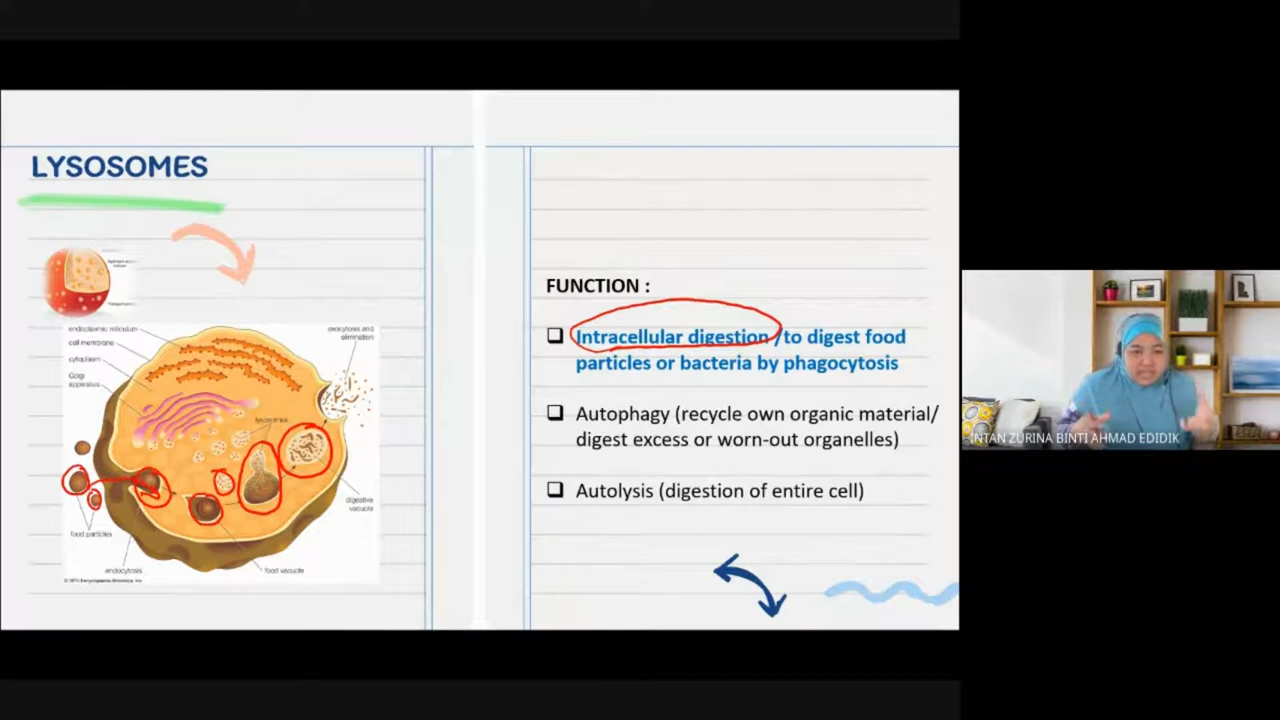 LYSOSOMES
endoplasmic reticulum
cell membrane
cytoplasm
Golgi
apparatus
exocytosis and
elimination
lysosomes
digestive
vacuole
food particles
endocytosis
food vacuole
FUNCTION :
Intracellular digestion /to digest food
particles or bacteria by phagocytosis
Autophagy (recycle own organic material/
digest excess or worn-out organelles)
Autolysis (digestion of entire cell)
INTAN ZURINA BINTI AHMAD EDIDIK